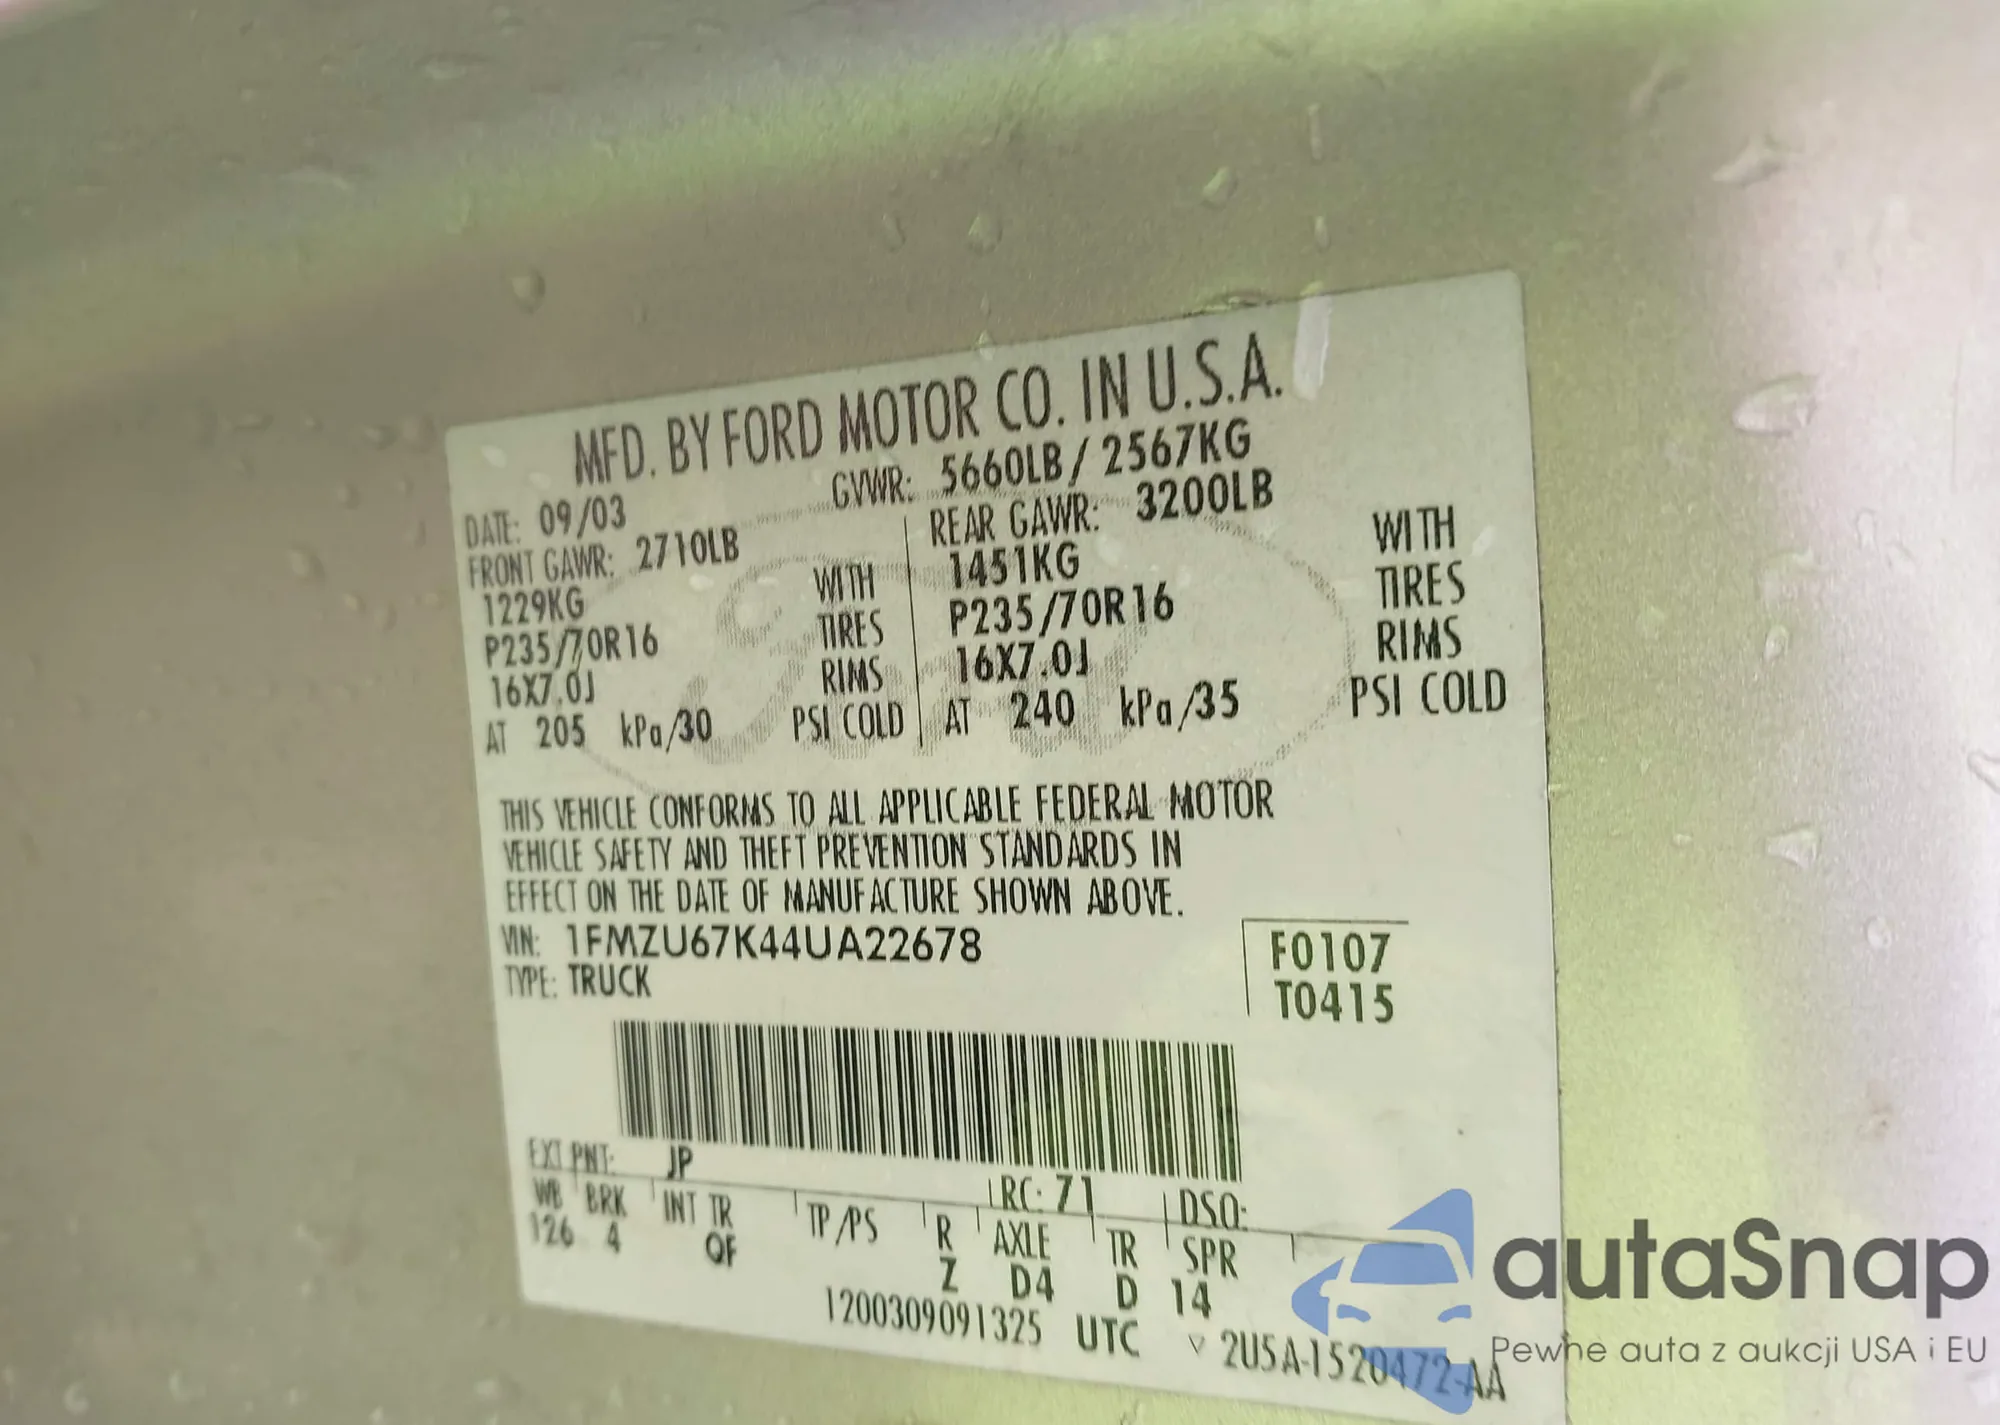 MFD. BY FORD MOTOR CO. IN U.S.A.
DATE: 09/03 GVWR: 5660LB / 2567KG
FRONT GAWR: 2710LB REAR GAWR: 3200LB
1229KG WITH 1451KG WITH
P235/70R16 TIRES P235/70R16 TIRES
16X7.0J RIMS 16X7.0J RIMS
AT 205 kPa/30 PSI COLD AT 240 kPa/35 PSI COLD
Ford
THIS VEHICLE CONFORMS TO ALL APPLICABLE FEDERAL MOTOR
VEHICLE SAFETY AND THEFT PREVENTION STANDARDS IN
EFFECT ON THE DATE OF MANUFACTURE SHOWN ABOVE.
VIN: 1FMZU67K44UA22678 F0107
TYPE: TRUCK T0415
EXT PNT: JP RC: 71 DSO:
WB BRK INT TR TP/PS R AXLE TR SPR
126 4 QF Z D4 D 14
1200309091325 UTC ▽ 2U5A-1520472-AA
autoSnap
Pewne auta z aukcji USA i EU